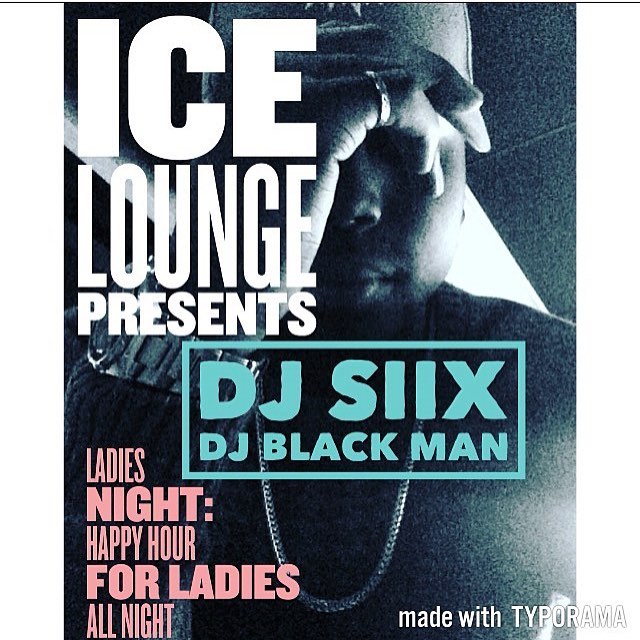 ICE
LOUNGE
PRESENTS
DJ SIIX
DJ BLACK MAN
LADIES
NIGHT:
HAPPY HOUR
FOR LADIES
ALL NIGHT
made with TYPORAMA